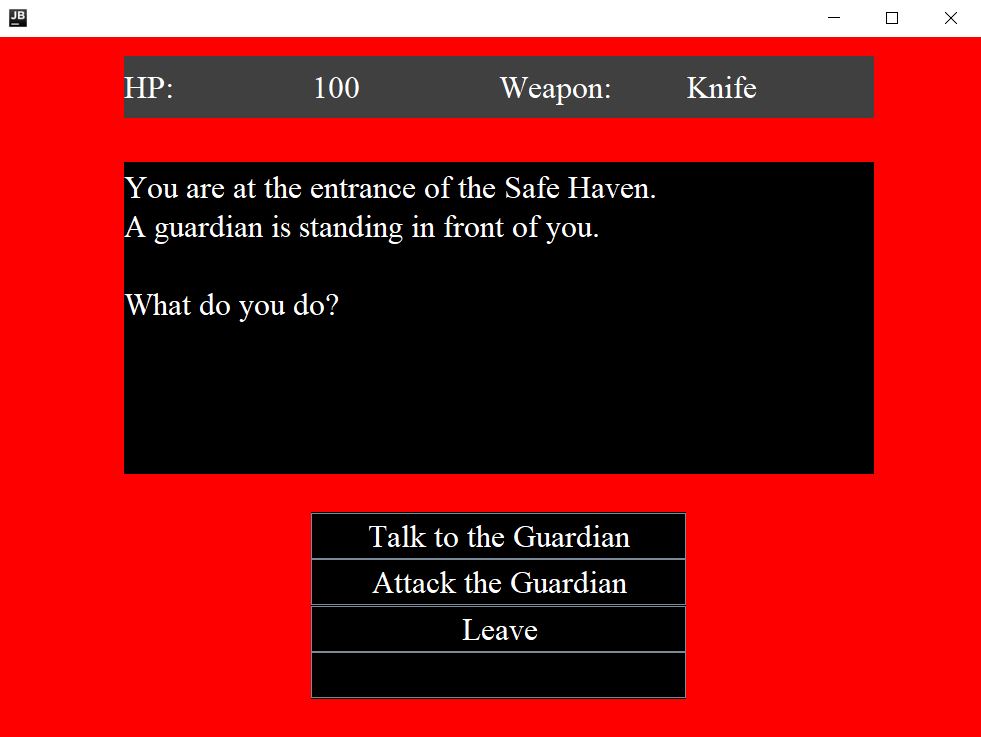 JB
HP: 100 Weapon: Knife
You are at the entrance of the Safe Haven.
A guardian is standing in front of you.
What do you do?
Talk to the Guardian
Attack the Guardian
Leave